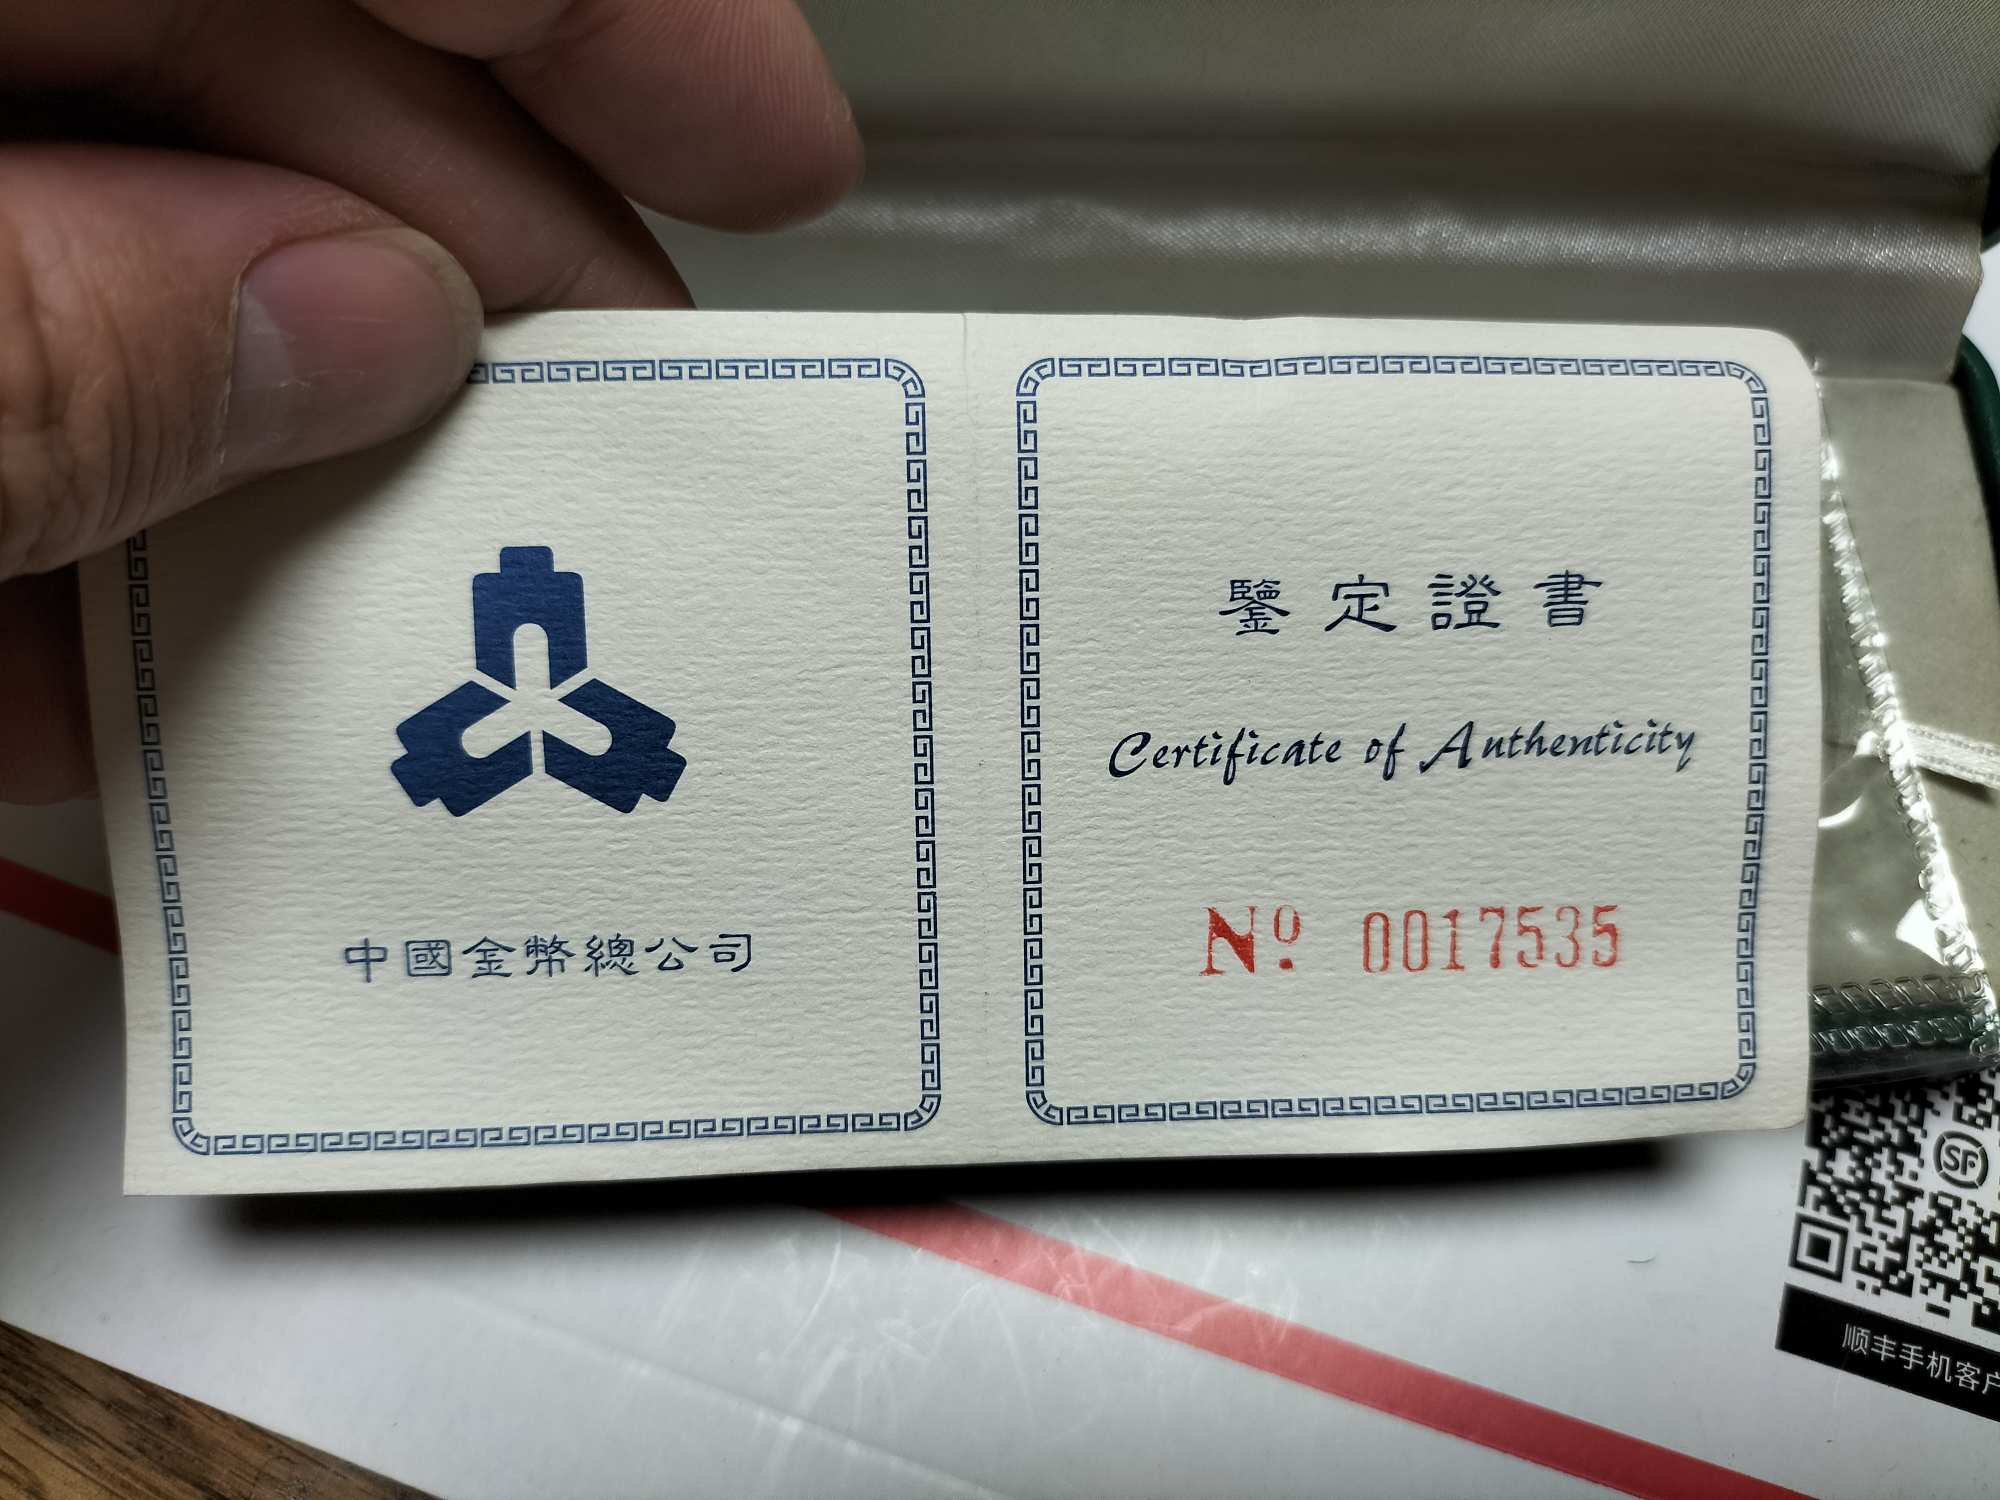 中國金幣總公司
鑒定證書
Certificate of Authenticity
Nº 0017535
SF
顺丰手机客户